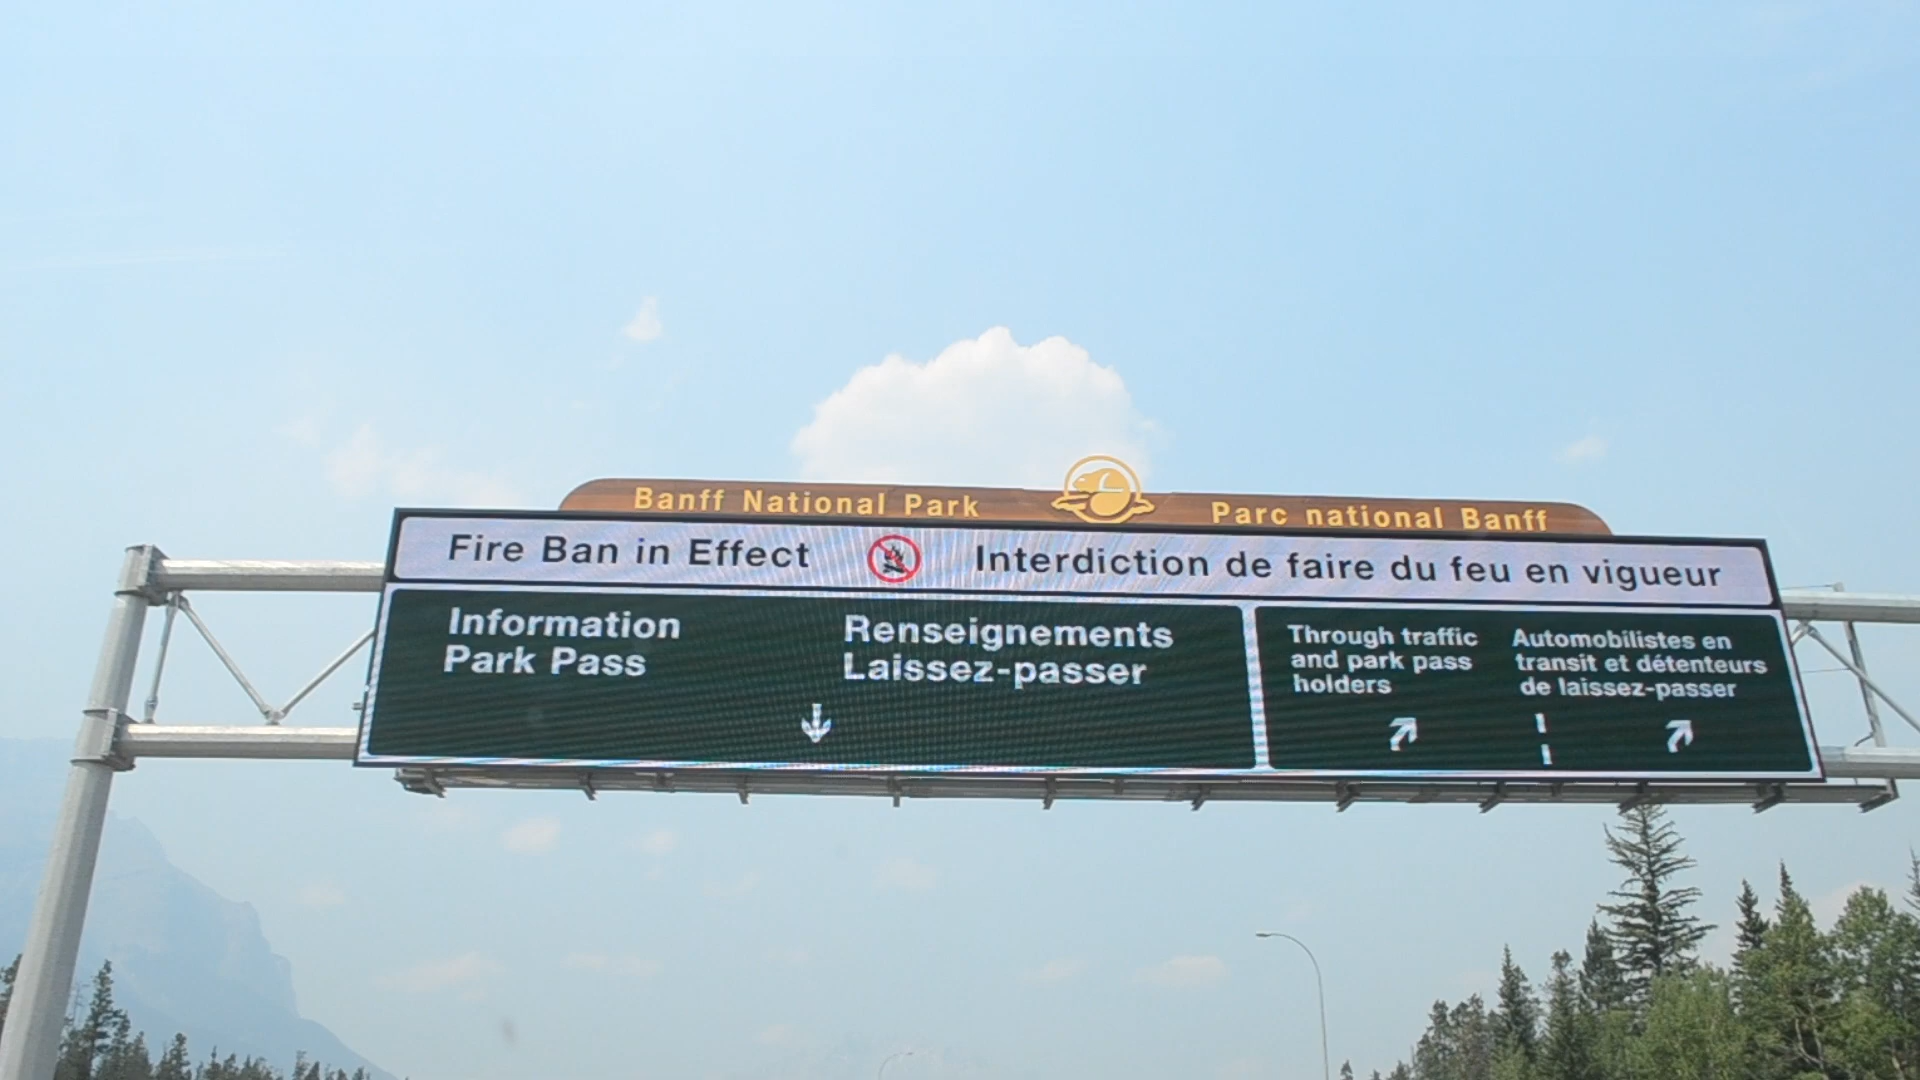 Banff National Park
Parc national Banff
Fire Ban in Effect
Interdiction de faire du feu en vigueur
Information
Park Pass
Renseignements
Laissez-passer
Through traffic
and park pass
holders
Automobilistes en
transit et détenteurs
de laissez-passer